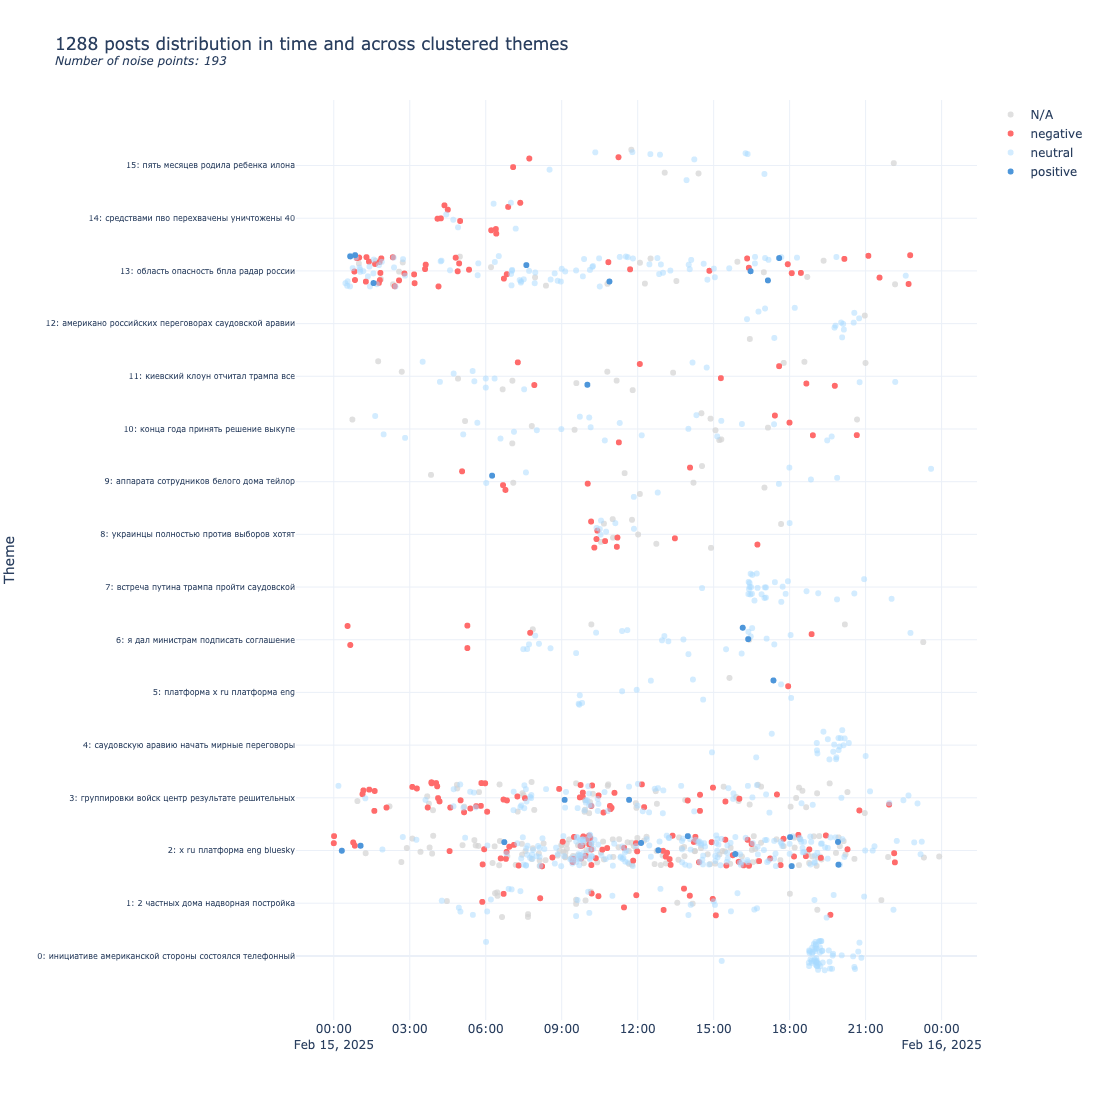 1288 posts distribution in time and across clustered themes
Number of noise points: 193
N/A
negative
neutral
positive
15: пять месяцев родила ребенка илона
14: средствами пво перехвачены уничтожены 40
13: область опасность бпла радар россии
12: американо российских переговорах саудовской аравии
11: киевский клоун отчитал трампа все
10: конца года принять решение выкупе
9: аппарата сотрудников белого дома тейлор
8: украинцы полностью против выборов хотят
7: встреча путина трампа пройти саудовской
6: я дал министрам подписать соглашение
5: платформа x ru платформа eng
4: саудовскую аравию начать мирные переговоры
3: группировки войск центр результате решительных
2: x ru платформа eng bluesky
1: 2 частных дома надворная постройка
0: инициативе американской стороны состоялся телефонный
Theme
00:00 03:00 06:00 09:00 12:00 15:00 18:00 21:00 00:00
Feb 15, 2025 Feb 16, 2025